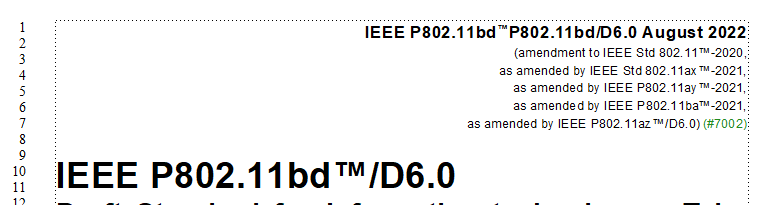 1
IEEE P802.11bd™P802.11bd/D6.0 August 2022
2
3
(amendment to IEEE Std 802.11™-2020,
4
as amended by IEEE Std 802.11ax™-2021,
5
as amended by IEEE P802.11ay™-2021,
6
as amended by IEEE P802.11ba™-2021,
7
as amended by IEEE P802.11az™/D6.0) (#7002)
8
9
10
IEEE P802.11bd™/D6.0
11
12